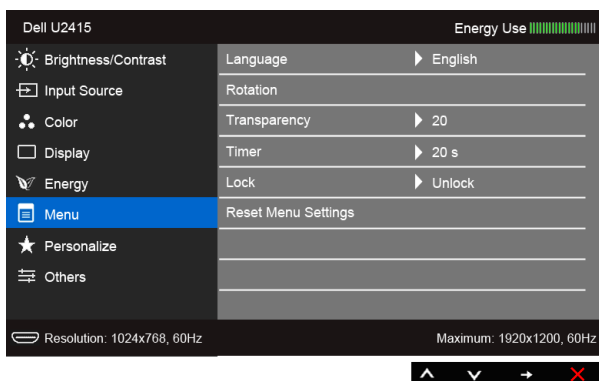 Dell U2415 Energy Use
Brightness/Contrast Language English
Input Source Rotation
Color Transparency 20
Display Timer 20 s
Energy Lock Unlock
Menu Reset Menu Settings
Personalize
Others
Resolution: 1024x768, 60Hz Maximum: 1920x1200, 60Hz